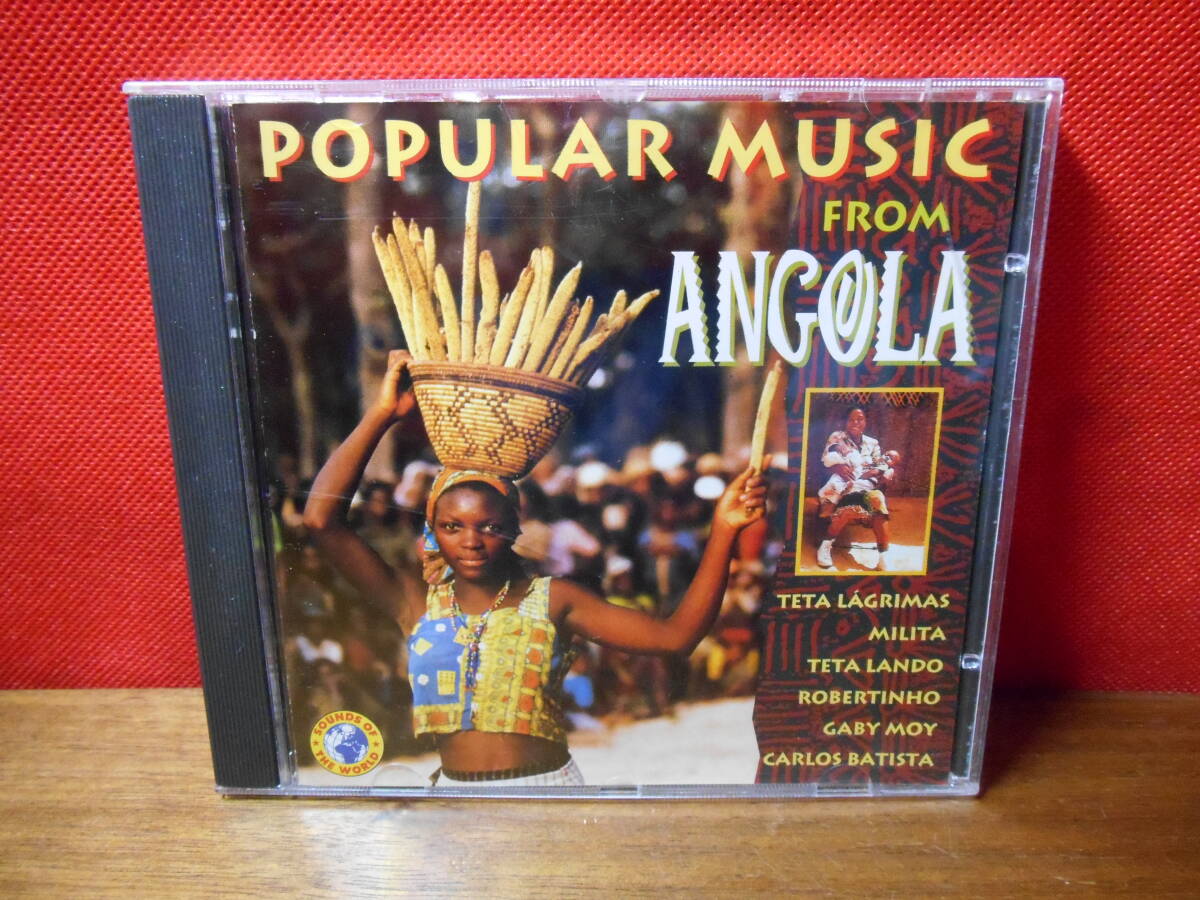 POPULAR MUSIC
FROM
ANGOLA
TETA LÁGRIMAS
MILITA
TETA LANDO
ROBERTINHO
GABY MOY
CARLOS BATISTA
SOUNDS OF
THE WORLD